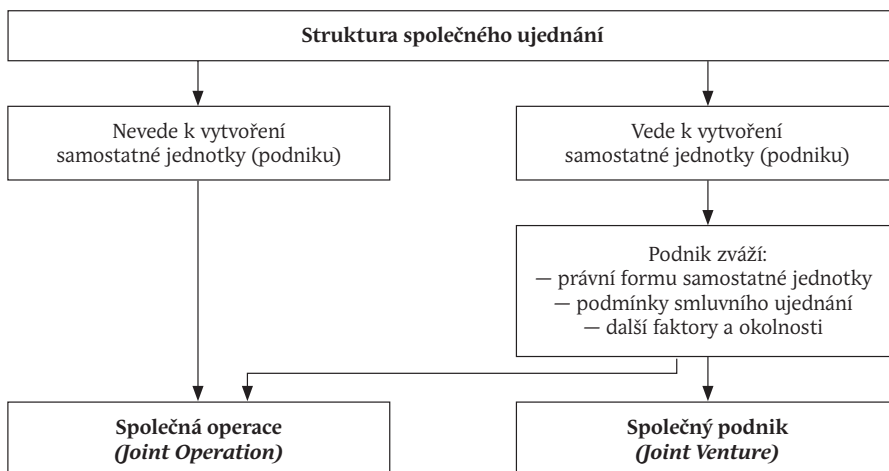 Struktura společného ujednání
Nevede k vytvoření
samostatné jednotky (podniku)
Vede k vytvoření
samostatné jednotky (podniku)
Podnik zváží:
— právní formu samostatné jednotky
— podmínky smluvního ujednání
— další faktory a okolnosti
Společná operace
(Joint Operation)
Společný podnik
(Joint Venture)